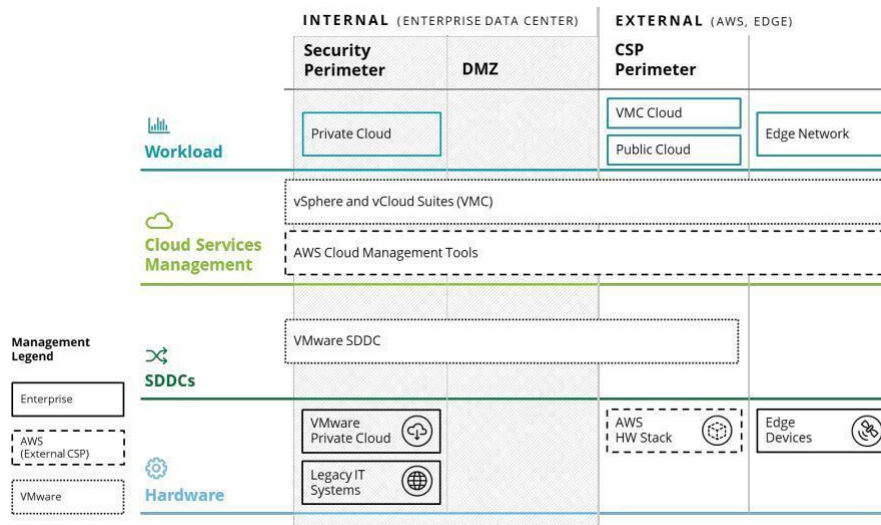 INTERNAL (ENTERPRISE DATA CENTER)
EXTERNAL (AWS, EDGE)
Security
Perimeter
DMZ
CSP
Perimeter
Workload
Private Cloud
VMC Cloud
Public Cloud
Edge Network
Cloud Services
Management
vSphere and vCloud Suites (VMC)
AWS Cloud Management Tools
SDDCs
VMware SDDC
Hardware
VMware
Private Cloud
Legacy IT
Systems
AWS
HW Stack
Edge
Devices
Management
Legend
Enterprise
AWS
(External CSP)
VMware